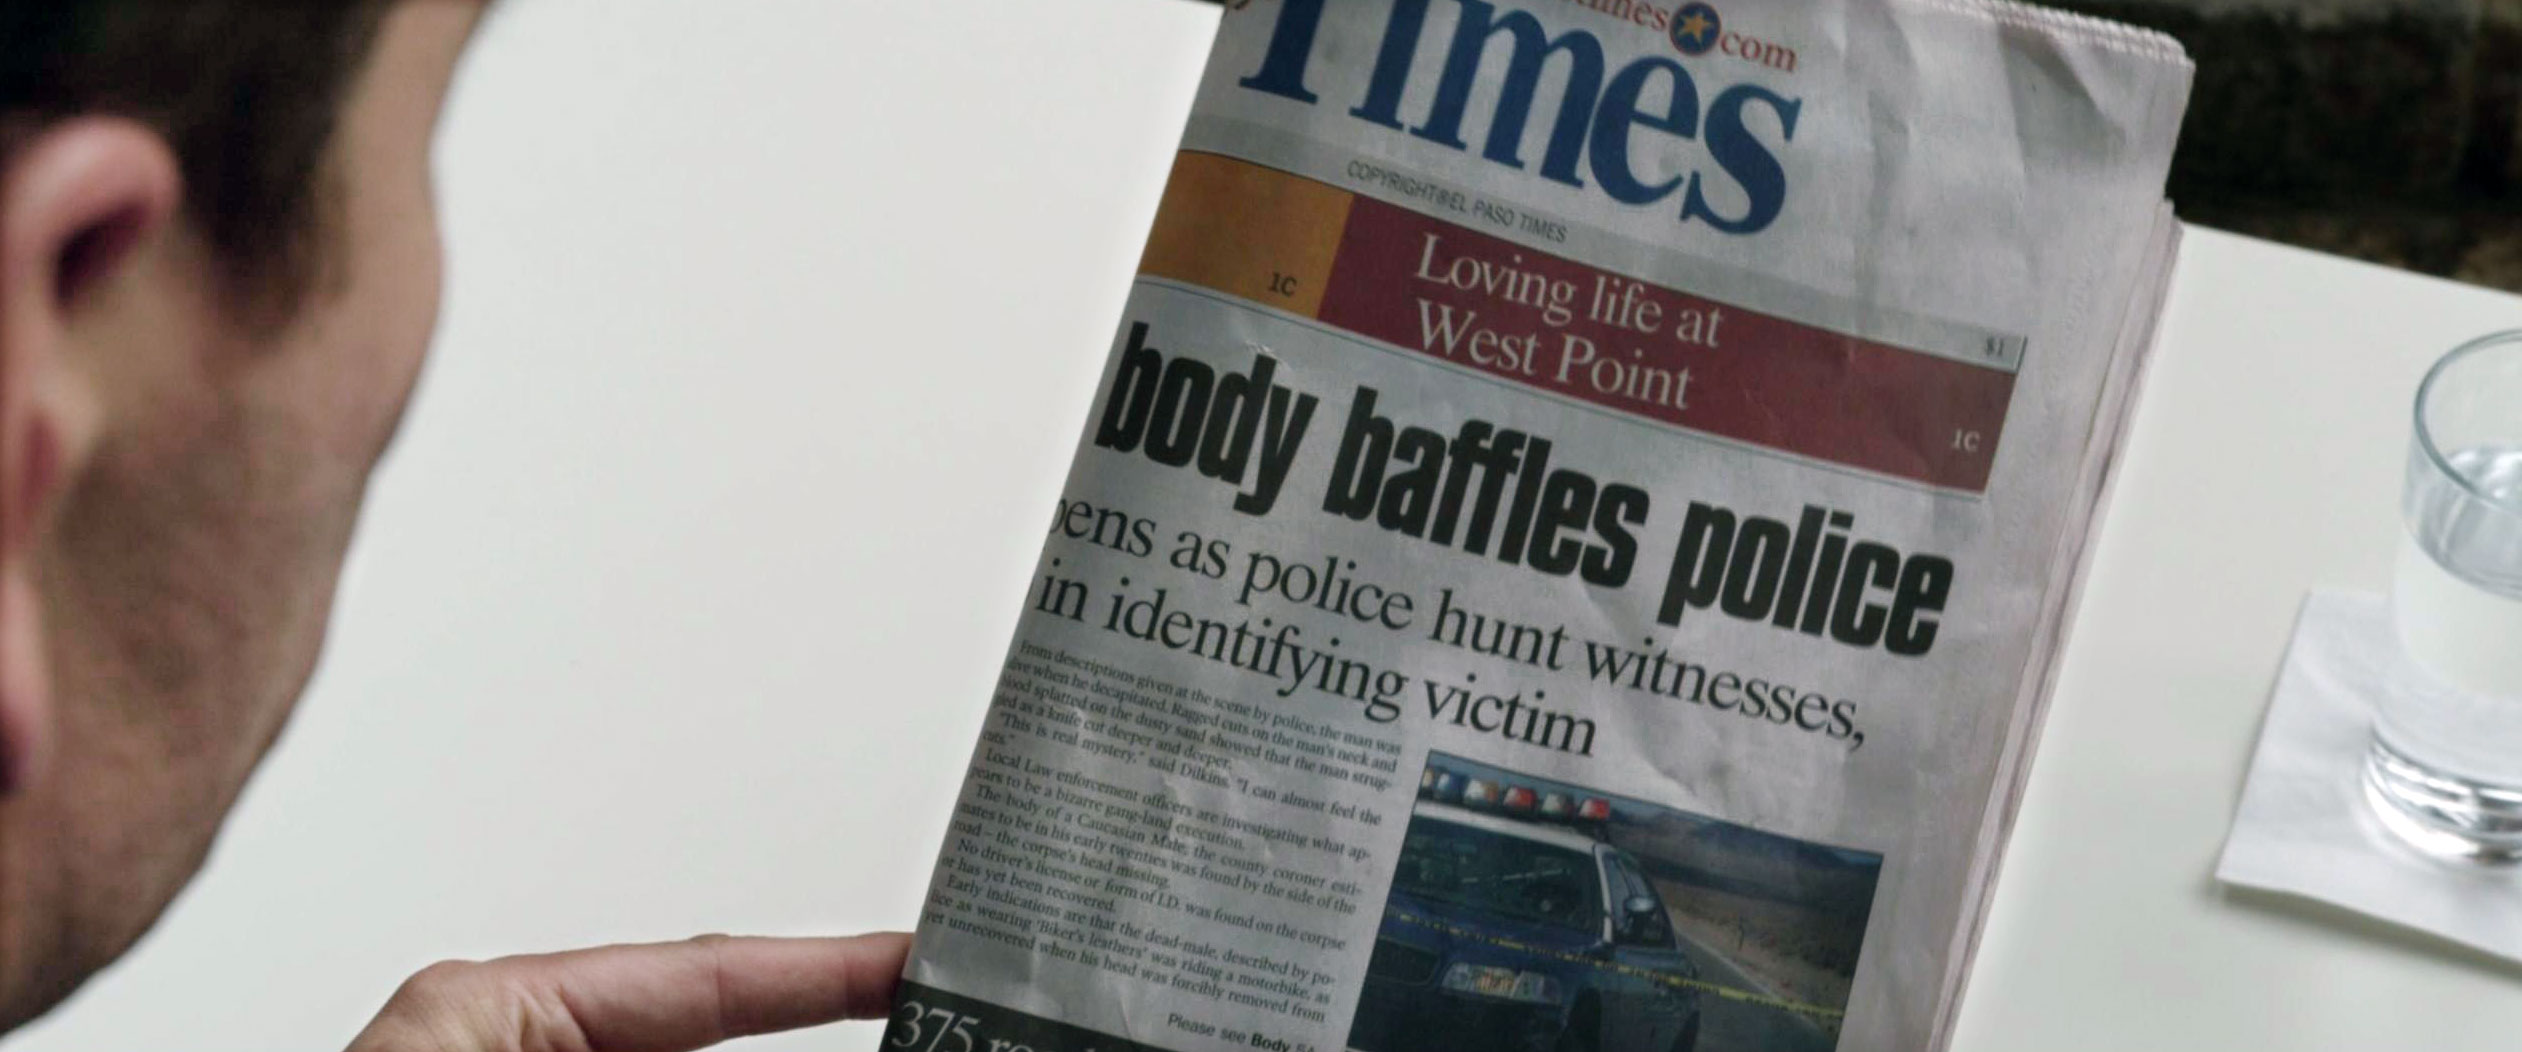 times com
Times
COPYRIGHT®EL PASO TIMES
$1
1C
Loving life at
West Point
1C
body baffles police
pens as police hunt witnesses,
in identifying victim
From descriptions given at the scene by police, the man was
live when he decapitated. Ragged cuts on the man's neck and
blood splatted on the dusty sand showed that the man strug-
gled as a knife cut deeper and deeper.
"This is real mystery," said Dilkins. "I can almost feel the
cuts."
Local Law enforcement officers are investigating what ap-
pears to be a bizarre gang-land execution.
The body of a Caucasian Male, the county coroner esti-
mates to be in his early twenties was found by the side of the
road – the corpse's head missing.
No driver's license or form of I.D. was found on the corpse
or has yet been recovered.
Early indications are that the dead-male, described by po-
lice as wearing 'Biker's leathers' was riding a motorbike, as
yet unrecovered when his head was forcibly removed from
Please see Body
375